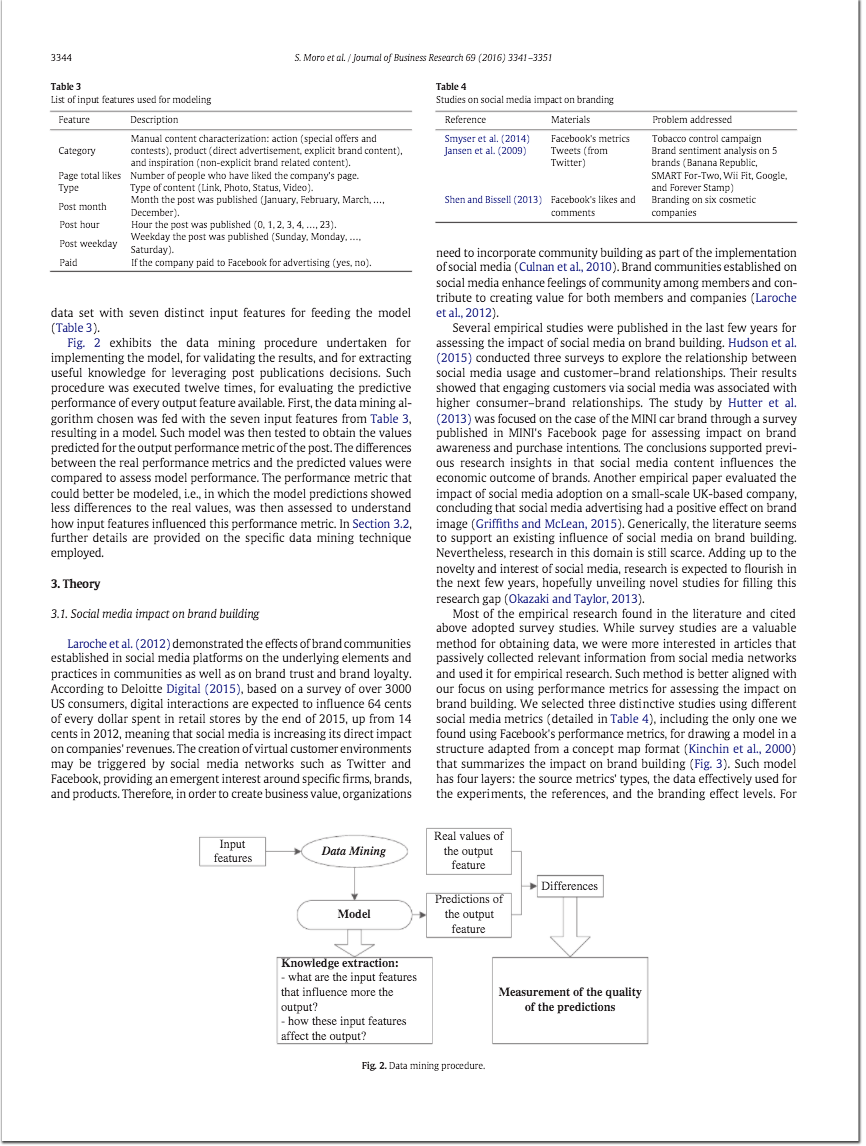 3344
S. Moro et al. / Journal of Business Research 69 (2016) 3341–3351
Table 3
List of input features used for modeling
Feature Description
Category Manual content characterization: action (special offers and
contests), product (direct advertisement, explicit brand content),
and inspiration (non-explicit brand related content).
Page total likes Number of people who have liked the company's page.
Type Type of content (Link, Photo, Status, Video).
Post month Month the post was published (January, February, March, …,
December).
Post hour Hour the post was published (0, 1, 2, 3, 4, …, 23).
Post weekday Weekday the post was published (Sunday, Monday, …,
Saturday).
Paid If the company paid to Facebook for advertising (yes, no).
data set with seven distinct input features for feeding the model
(Table 3).
Fig. 2 exhibits the data mining procedure undertaken for
implementing the model, for validating the results, and for extracting
useful knowledge for leveraging post publications decisions. Such
procedure was executed twelve times, for evaluating the predictive
performance of every output feature available. First, the data mining al-
gorithm chosen was fed with the seven input features from Table 3,
resulting in a model. Such model was then tested to obtain the values
predicted for the output performance metric of the post. The differences
between the real performance metrics and the predicted values were
compared to assess model performance. The performance metric that
could better be modeled, i.e., in which the model predictions showed
less differences to the real values, was then assessed to understand
how input features influenced this performance metric. In Section 3.2,
further details are provided on the specific data mining technique
employed.
3. Theory
3.1. Social media impact on brand building
Laroche et al. (2012) demonstrated the effects of brand communities
established in social media platforms on the underlying elements and
practices in communities as well as on brand trust and brand loyalty.
According to Deloitte Digital (2015), based on a survey of over 3000
US consumers, digital interactions are expected to influence 64 cents
of every dollar spent in retail stores by the end of 2015, up from 14
cents in 2012, meaning that social media is increasing its direct impact
on companies' revenues. The creation of virtual customer environments
may be triggered by social media networks such as Twitter and
Facebook, providing an emergent interest around specific firms, brands,
and products. Therefore, in order to create business value, organizations
Table 4
Studies on social media impact on branding
Reference Materials Problem addressed
Smyser et al. (2014) Facebook's metrics Tobacco control campaign
Jansen et al. (2009) Tweets (from Brand sentiment analysis on 5
Twitter) brands (Banana Republic,
SMART For-Two, Wii Fit, Google,
and Forever Stamp)
Shen and Bissell (2013) Facebook's likes and Branding on six cosmetic
comments companies
need to incorporate community building as part of the implementation
of social media (Culnan et al., 2010). Brand communities established on
social media enhance feelings of community among members and con-
tribute to creating value for both members and companies (Laroche
et al., 2012).
Several empirical studies were published in the last few years for
assessing the impact of social media on brand building. Hudson et al.
(2015) conducted three surveys to explore the relationship between
social media usage and customer–brand relationships. Their results
showed that engaging customers via social media was associated with
higher consumer–brand relationships. The study by Hutter et al.
(2013) was focused on the case of the MINI car brand through a survey
published in MINI's Facebook page for assessing impact on brand
awareness and purchase intentions. The conclusions supported previ-
ous research insights in that social media content influences the
economic outcome of brands. Another empirical paper evaluated the
impact of social media adoption on a small-scale UK-based company,
concluding that social media advertising had a positive effect on brand
image (Griffiths and McLean, 2015). Generically, the literature seems
to support an existing influence of social media on brand building.
Nevertheless, research in this domain is still scarce. Adding up to the
novelty and interest of social media, research is expected to flourish in
the next few years, hopefully unveiling novel studies for filling this
research gap (Okazaki and Taylor, 2013).
Most of the empirical research found in the literature and cited
above adopted survey studies. While survey studies are a valuable
method for obtaining data, we were more interested in articles that
passively collected relevant information from social media networks
and used it for empirical research. Such method is better aligned with
our focus on using performance metrics for assessing the impact on
brand building. We selected three distinctive studies using different
social media metrics (detailed in Table 4), including the only one we
found using Facebook's performance metrics, for drawing a model in a
structure adapted from a concept map format (Kinchin et al., 2000)
that summarizes the impact on brand building (Fig. 3). Such model
has four layers: the source metrics' types, the data effectively used for
the experiments, the references, and the branding effect levels. For
Input
features
Data Mining
Real values of
the output
feature
Model
Predictions of
the output
feature
Differences
Knowledge extraction:
- what are the input features
that influence more the
output?
- how these input features
affect the output?
Measurement of the quality
of the predictions
Fig. 2. Data mining procedure.